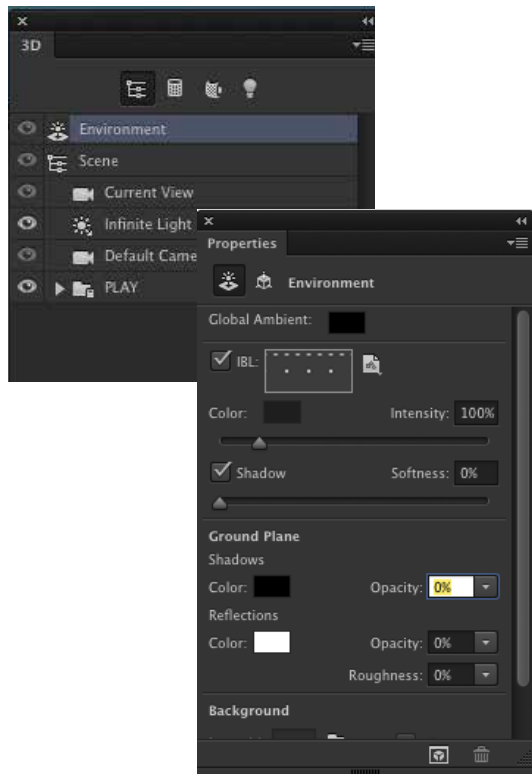 3D
Environment
Scene
Current View
Infinite Light
Default Came
PLAY
Properties
Environment
Global Ambient:
IBL:
Color: Intensity: 100%
Shadow Softness: 0%
Ground Plane
Shadows
Color: Opacity: 0%
Reflections
Color: Opacity: 0%
Roughness: 0%
Background